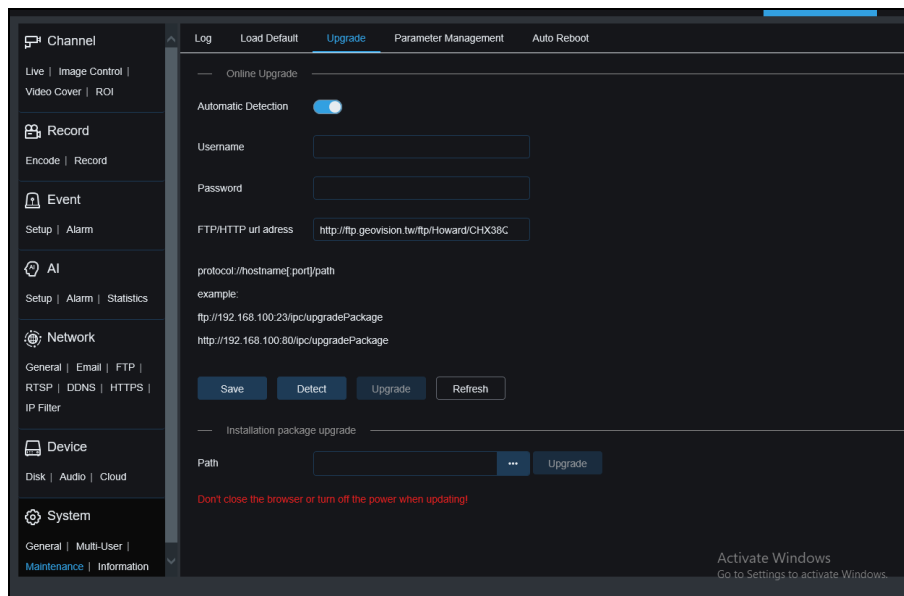 Channel
Live | Image Control |
Video Cover | ROI
Record
Encode | Record
Event
Setup | Alarm
AI
Setup | Alarm | Statistics
Network
General | Email | FTP |
RTSP | DDNS | HTTPS |
IP Filter
Device
Disk | Audio | Cloud
System
General | Multi-User |
Maintenance | Information
Log Load Default Upgrade Parameter Management Auto Reboot
Online Upgrade
Automatic Detection
Username
Password
FTP/HTTP url adress http://ftp.geovision.tw/ftp/Howard/CHX38C
protocol://hostname[:port]/path
example:
ftp://192.168.100:23/ipc/upgradePackage
http://192.168.100:80/ipc/upgradePackage
Save Detect Upgrade Refresh
Installation package upgrade
Path ... Upgrade
Don't close the browser or turn off the power when updating!
Activate Windows
Go to Settings to activate Windows.